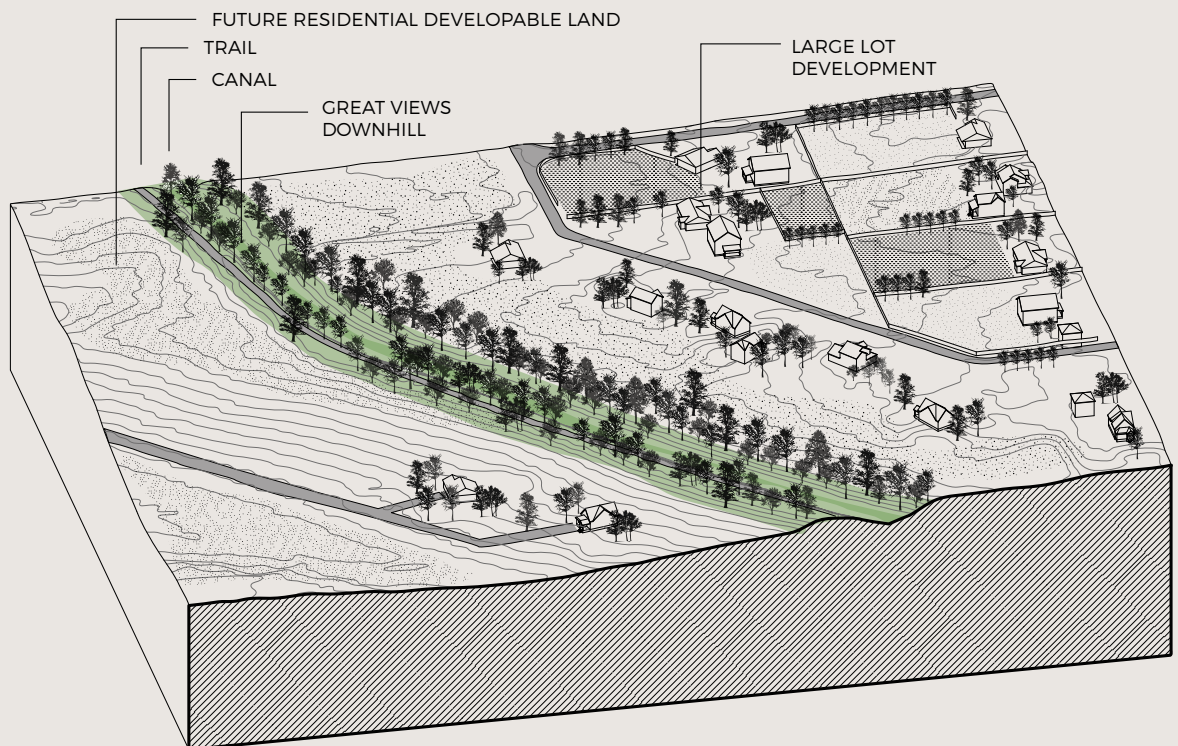 FUTURE RESIDENTIAL DEVELOPABLE LAND
TRAIL
CANAL
GREAT VIEWS
DOWNHILL
LARGE LOT
DEVELOPMENT